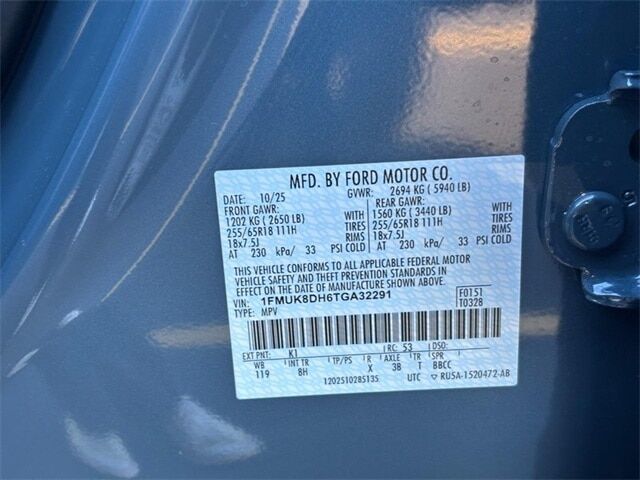 MFD. BY FORD MOTOR CO.
DATE: 10/25 GVWR: 2694 KG ( 5940 LB)
FRONT GAWR: REAR GAWR:
1202 KG ( 2650 LB) WITH 1560 KG ( 3440 LB) WITH
255/65R18 111H TIRES 255/65R18 111H TIRES
18x7.5J RIMS 18x7.5J RIMS
AT 230 kPa/ 33 PSI COLD AT 230 kPa/ 33 PSI COLD
THIS VEHICLE CONFORMS TO ALL APPLICABLE FEDERAL MOTOR
VEHICLE SAFETY AND THEFT PREVENTION STANDARDS IN
EFFECT ON THE DATE OF MANUFACTURE SHOWN ABOVE.
VIN: 1FMUK8DH6TGA32291 F0151
TYPE: MPV T0328
EXT PNT: K1 RC: 53 DSO:
WB INT TR TP/PS R AXLE TR SPR
119 8H X 3B T BBCC
1202510285135 UTC RU5A-1520472-AB